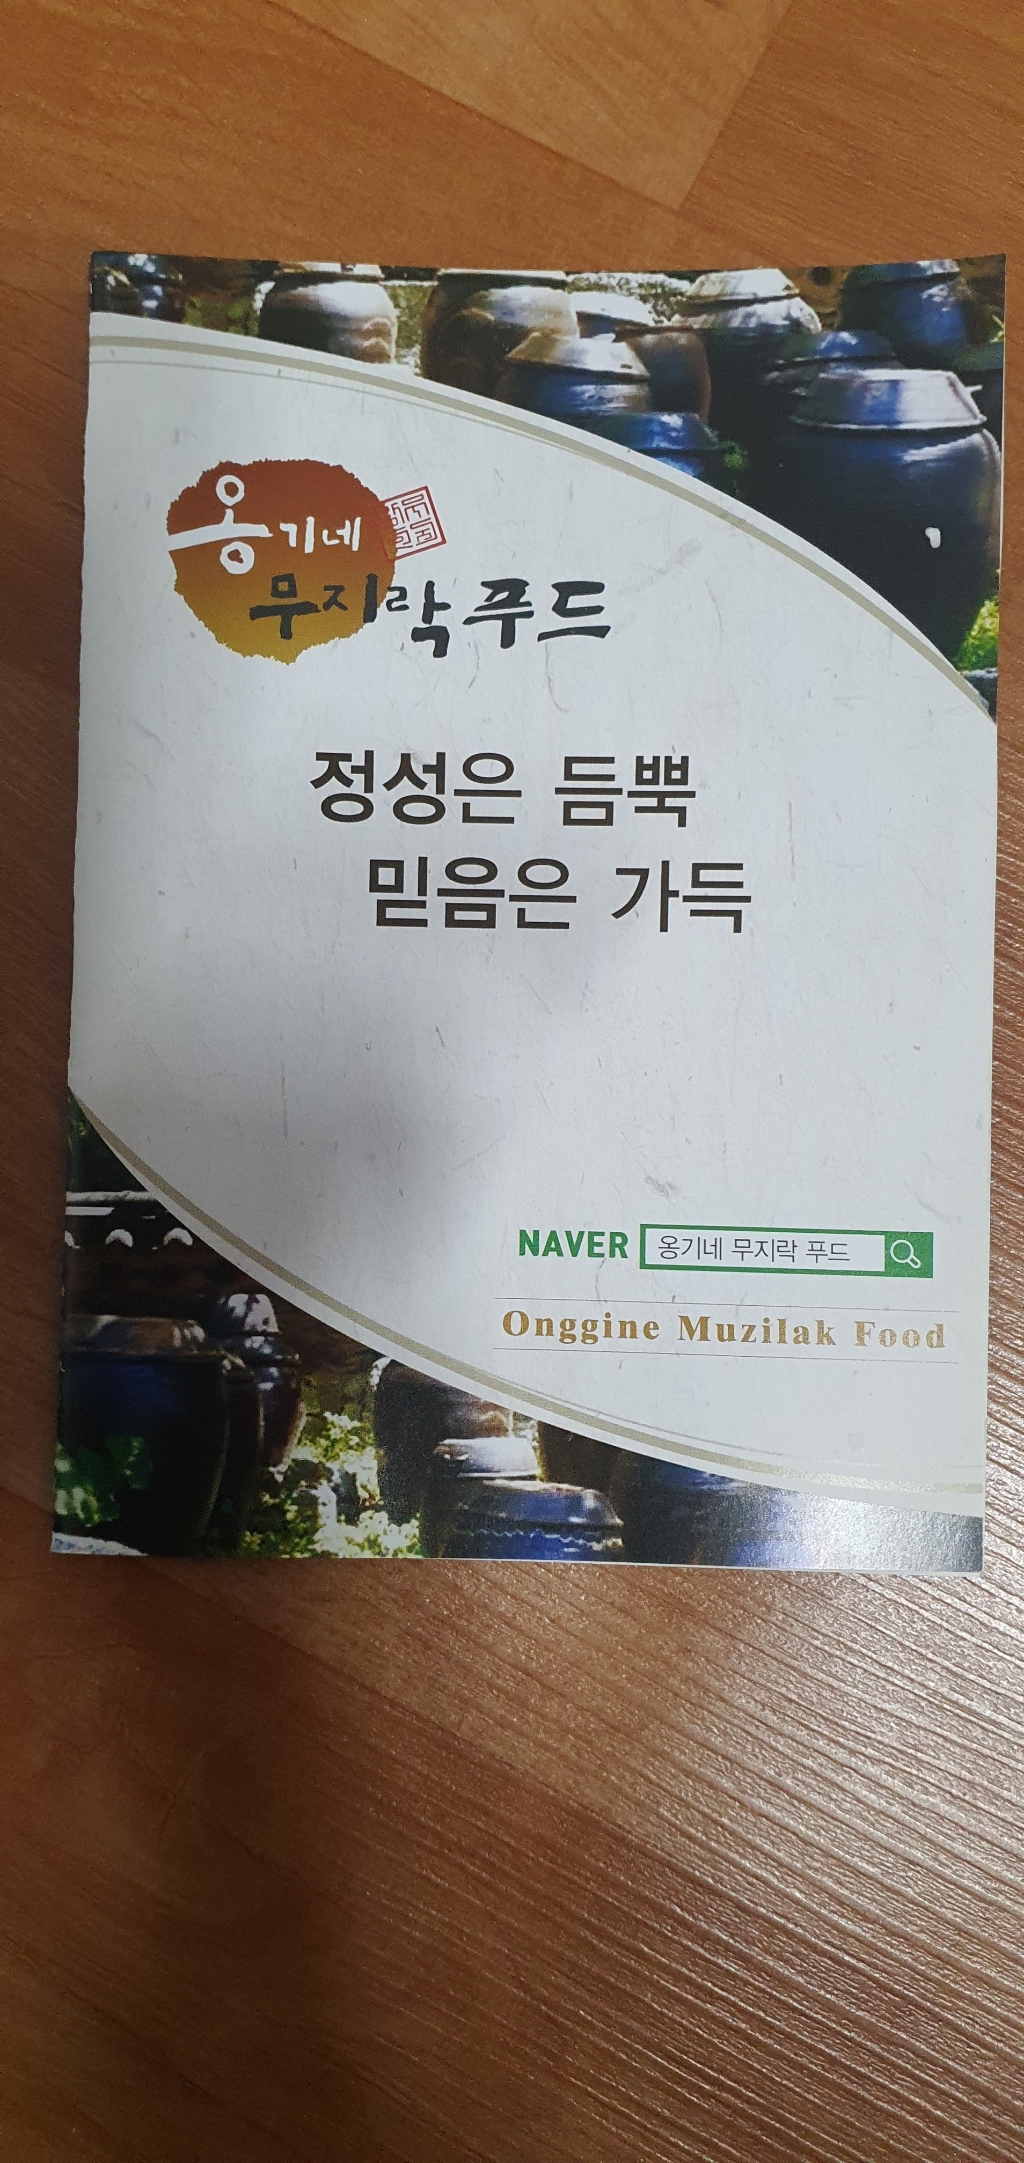 옹기네
무지락 푸드
정성은 듬뿍
믿음은 가득
NAVER 옹기네 무지락 푸드
Onggine Muzilak Food